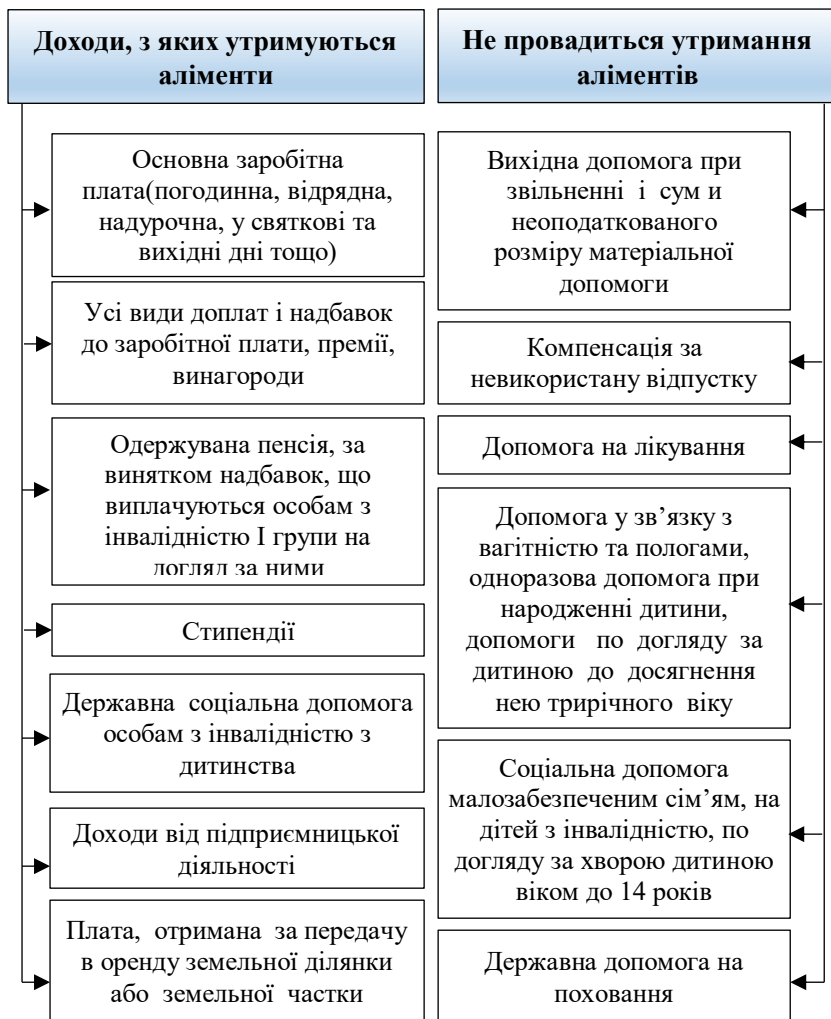 Доходи, з яких утримуються
аліменти
Основна заробітна
плата(погодинна, відрядна,
надурочна, у святкові та
вихідні дні тощо)
Усі види доплат і надбавок
до заробітної плати, премії,
винагороди
Одержувана пенсія, за
винятком надбавок, що
виплачуються особам з
інвалідністю І групи на
догляд за ними
Стипендії
Державна соціальна допомога
особам з інвалідністю з
дитинства
Доходи від підприємницької
діяльності
Плата, отримана за передачу
в оренду земельної ділянки
або земельної частки
Не провадиться утримання
аліментів
Вихідна допомога при
звільненні і сум и
неоподаткованого
розміру матеріальної
допомоги
Компенсація за
невикористану відпустку
Допомога на лікування
Допомога у зв’язку з
вагітністю та пологами,
одноразова допомога при
народженні дитини,
допомоги по догляду за
дитиною до досягнення
нею трирічного віку
Соціальна допомога
малозабезпеченим сім’ям, на
дітей з інвалідністю, по
догляду за хворою дитиною
віком до 14 років
Державна допомога на
поховання